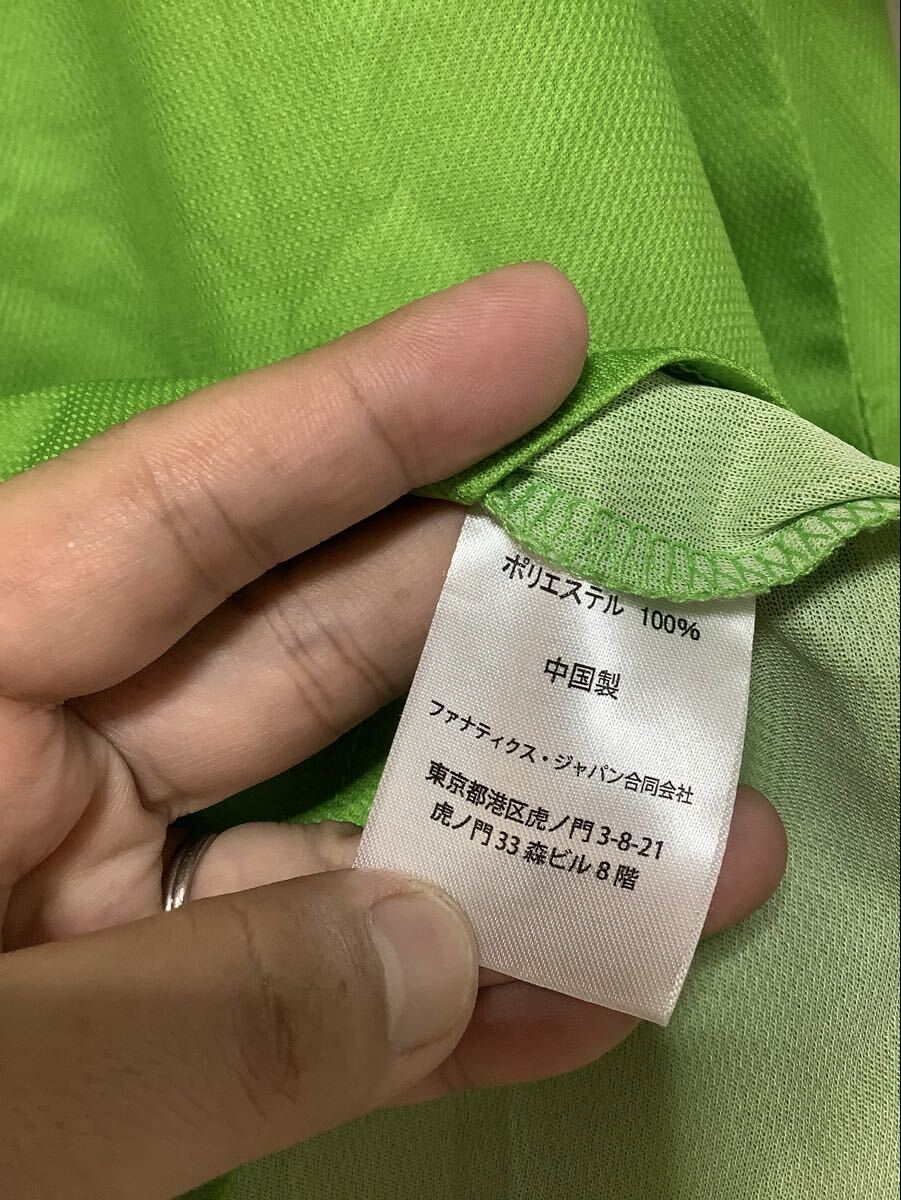 ポリエステル 100%
中国製
ファナティクス・ジャパン合同会社
東京都港区虎ノ門 3-8-21
虎ノ門 33 森ビル 8 階